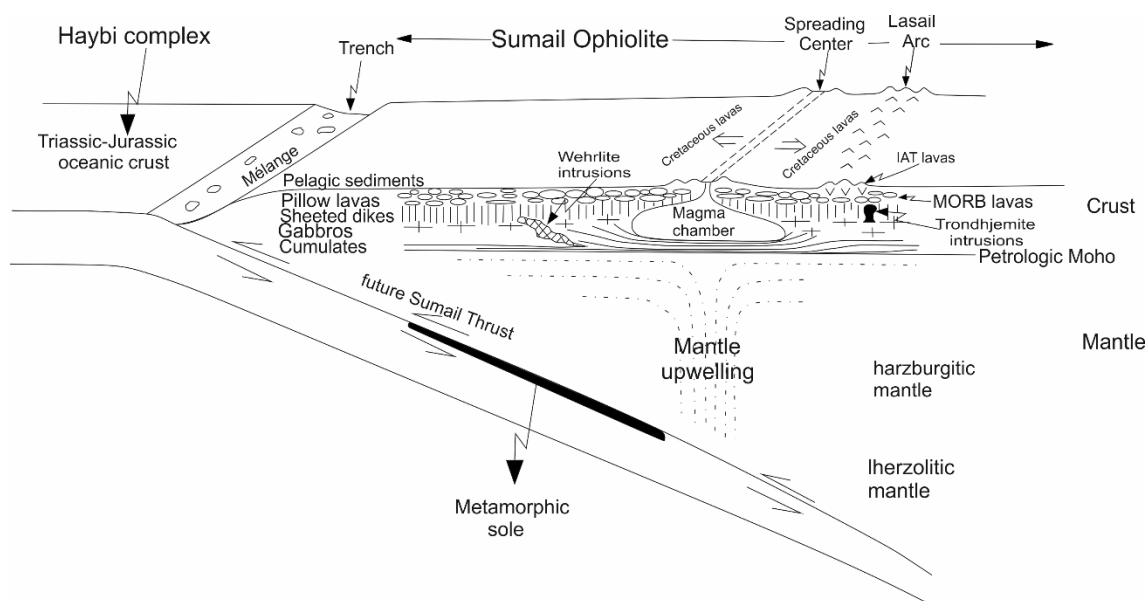 Haybi complex
Trench
Sumail Ophiolite
Spreading
Center
Lasail
Arc
Triassic-Jurassic
oceanic crust
Mélange
Cretaceous lavas
Cretaceous lavas
Wehrlite
intrusions
IAT lavas
Pelagic sediments
Pillow lavas
Sheeted dikes
Gabbros
Cumulates
Magma
chamber
MORB lavas
Trondhjemite
intrusions
Petrologic Moho
Crust
future Sumail Thrust
Mantle
upwelling
Mantle
harzburgitic
mantle
lherzolitic
mantle
Metamorphic
sole